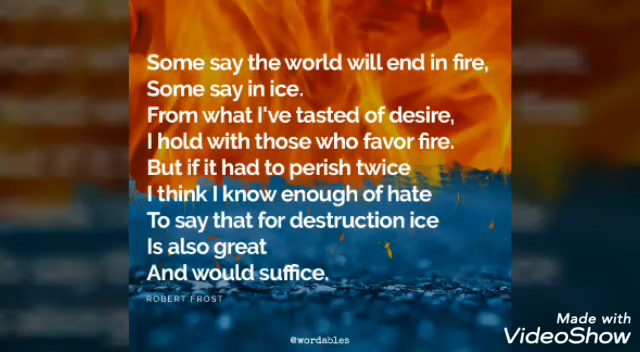 Some say the world will end in fire,
Some say in ice.
From what I've tasted of desire,
I hold with those who favor fire.
But if it had to perish twice
I think I know enough of hate
To say that for destruction ice
Is also great
And would suffice.
ROBERT FROST
@wordables
Made with
VideoShow